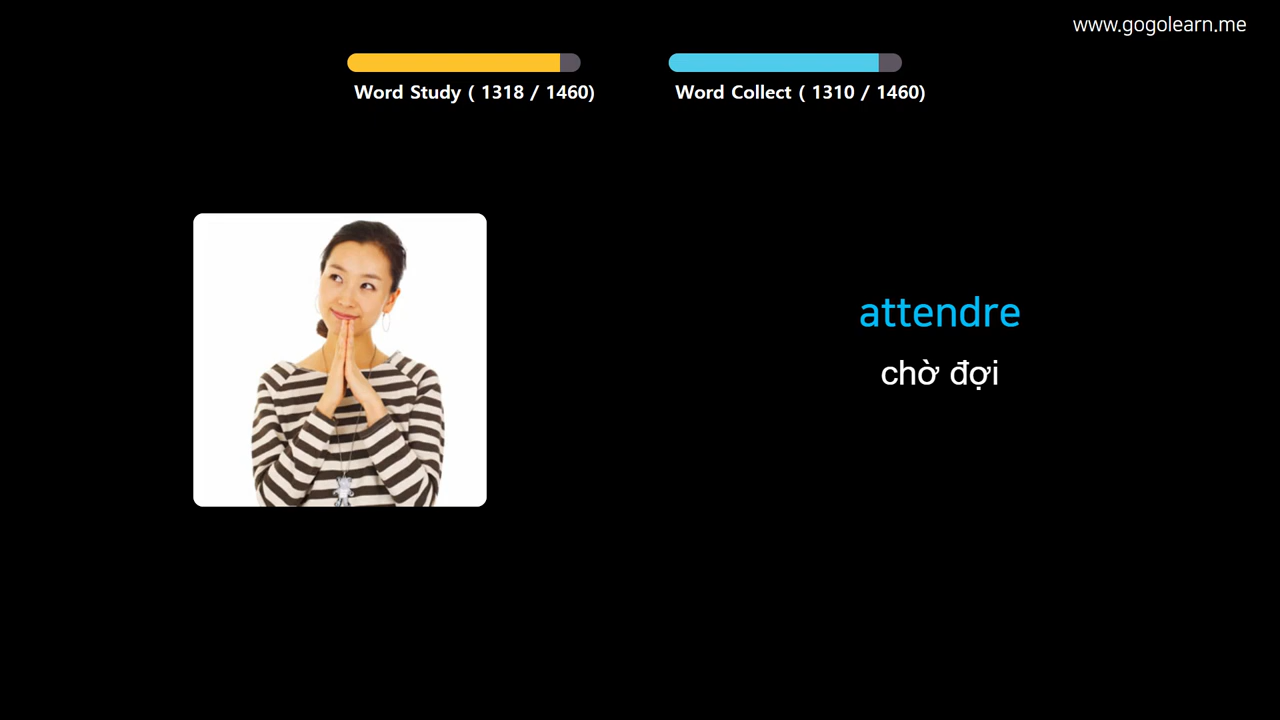 www.gogolearn.me
Word Study ( 1318 / 1460)
Word Collect ( 1310 / 1460)
attendre
chờ đợi